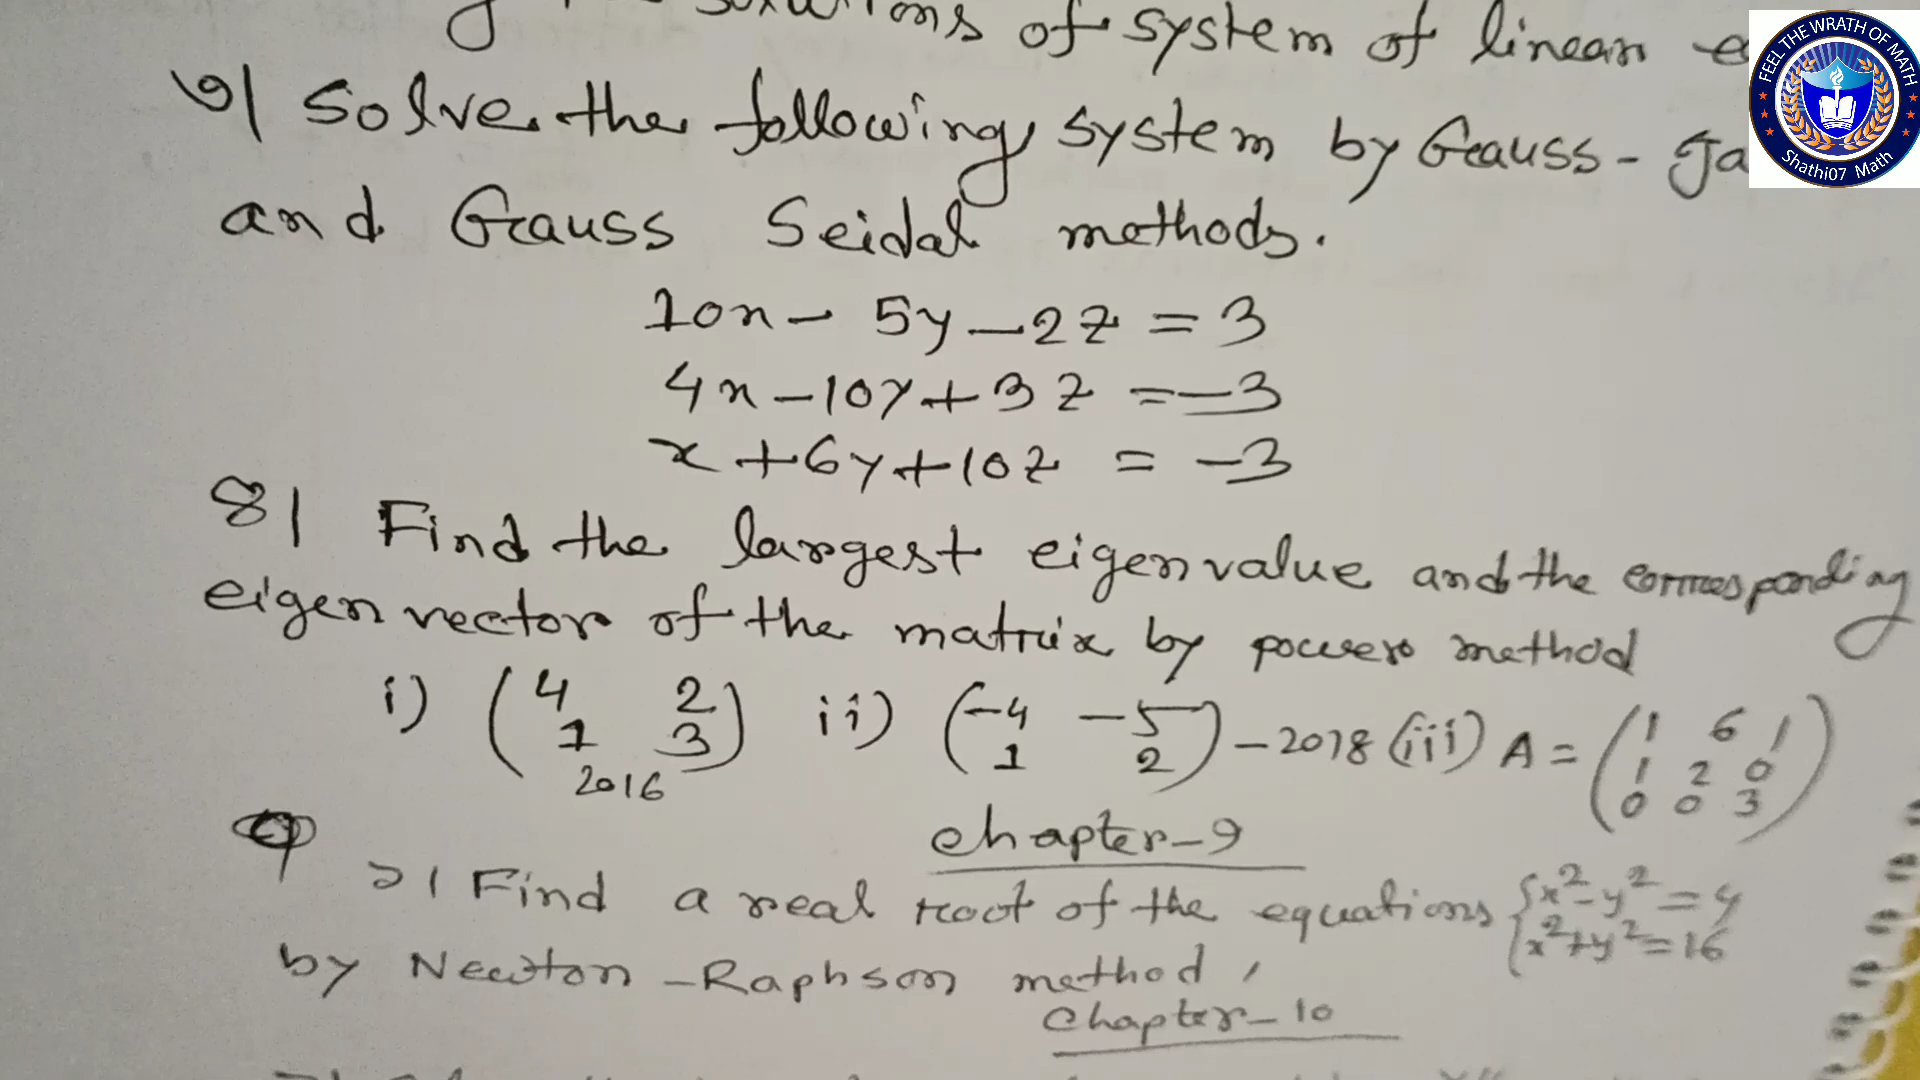 of system of linear
৩| Solve the following system by Gauss-
and Gauss Seidal methods.
10x - 5y - 2z = 3
4x - 10y + 3z = -3
x + 6y + 10z = -3
8| Find the largest eigen value and the corresponding
eigen vector of the matrix by power method
i) (4 2
1 3) ii) (-4 -5
1 2) - 2018 (iii) A = (1 6 1
1 2 0
0 0 3)
2016
chapter-9
২| Find a real root of the equations {x² - y² = 4
x² + y² = 16
by Newton-Raphson method,
Chapter-10
FEEL THE WRATH OF MATH
Shathi07 Math